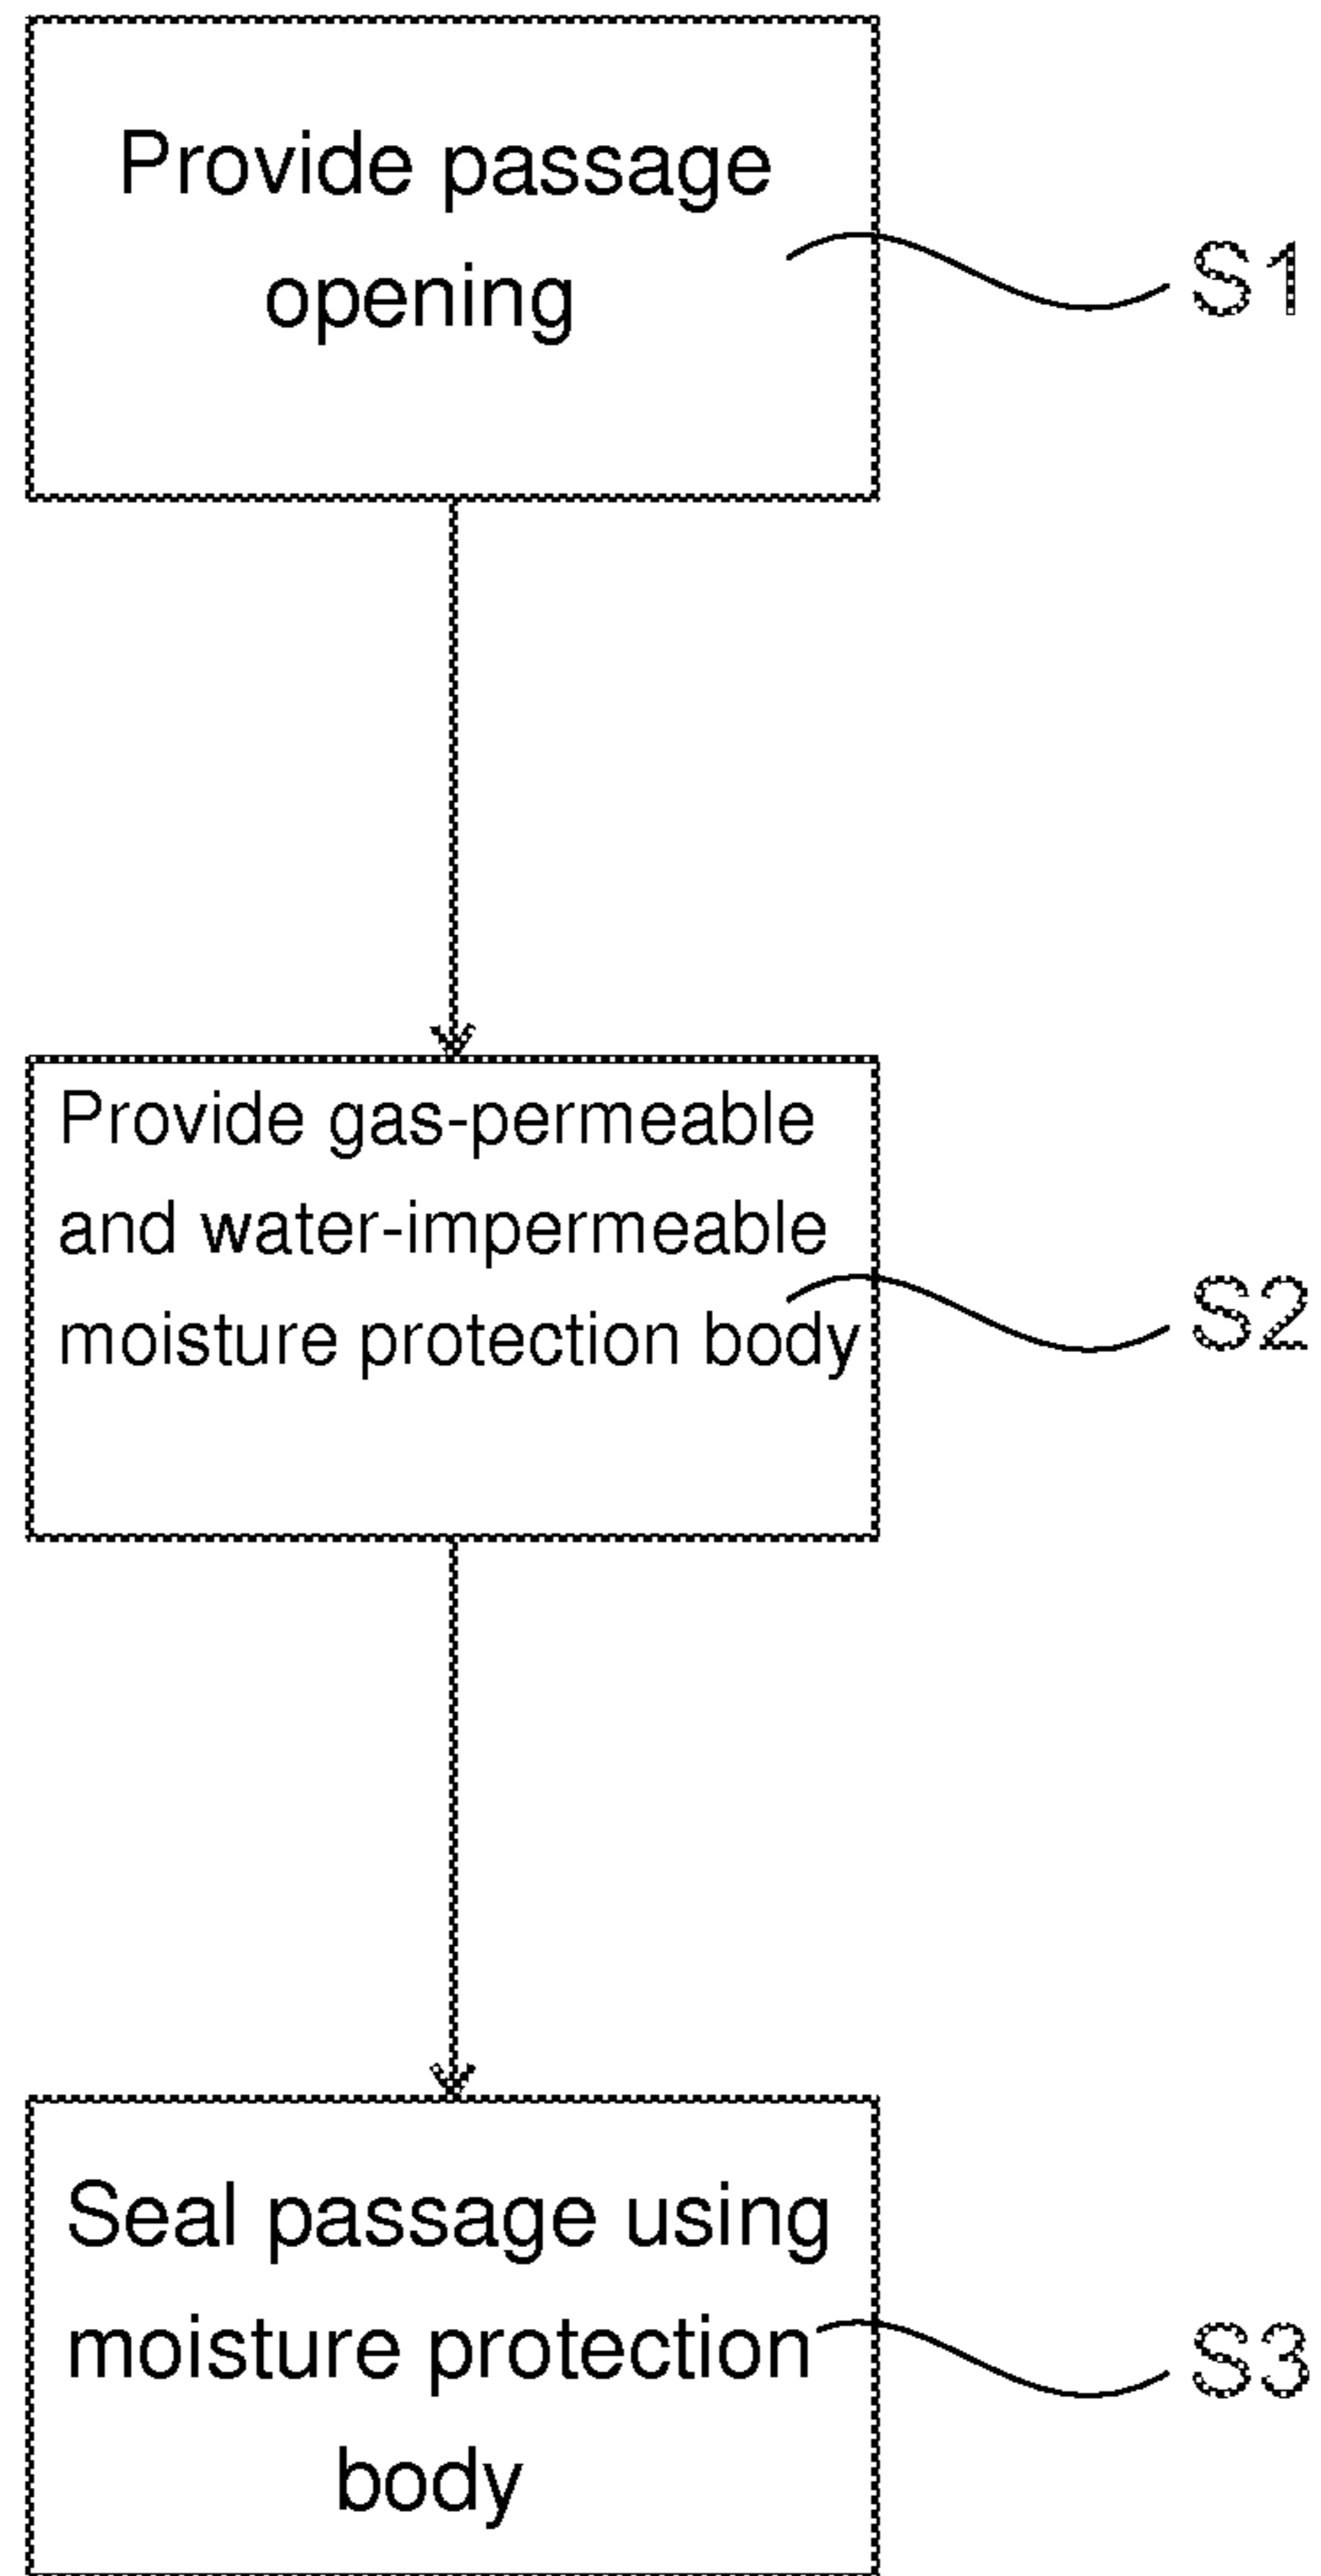 Provide passage
opening
S1
Provide gas-permeable
and water-impermeable
moisture protection body
S2
Seal passage using
moisture protection
body
S3